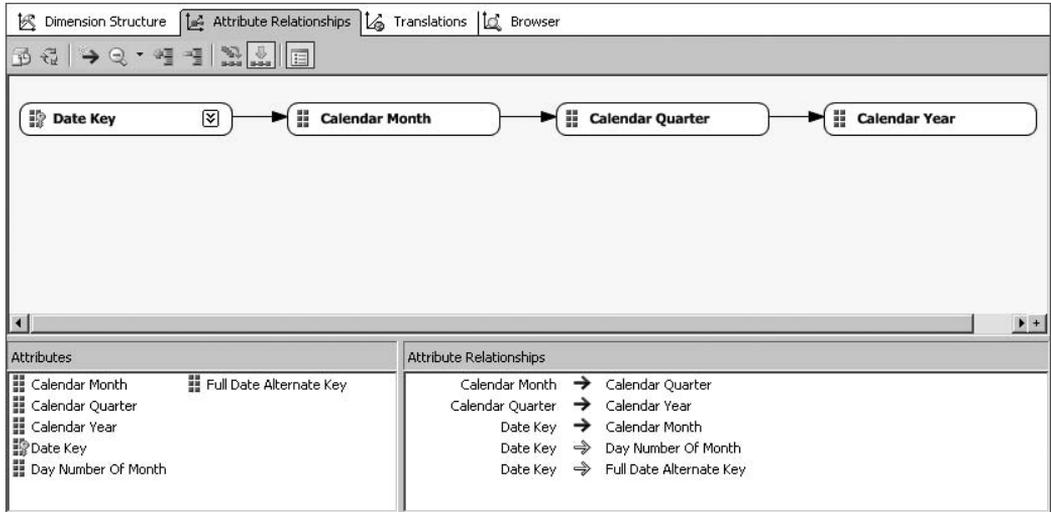 Dimension Structure Attribute Relationships Translations Browser
Date Key Calendar Month Calendar Quarter Calendar Year
Attributes
Calendar Month Full Date Alternate Key
Calendar Quarter
Calendar Year
Date Key
Day Number Of Month
Attribute Relationships
Calendar Month → Calendar Quarter
Calendar Quarter → Calendar Year
Date Key → Calendar Month
Date Key ⇒ Day Number Of Month
Date Key ⇒ Full Date Alternate Key